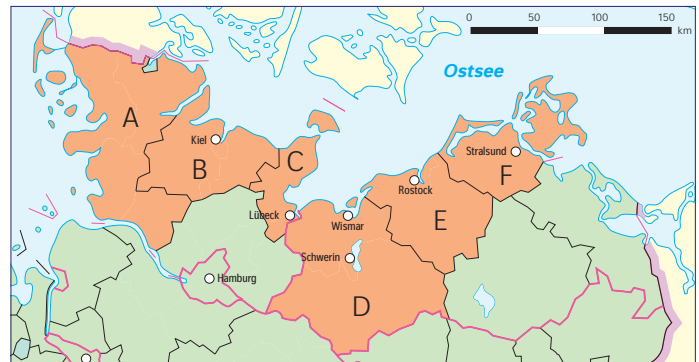 0 50 100 150
km
Ostsee
A
Kiel
B
C
Stralsund
F
Rostock
Lübeck
Wismar
E
Schwerin
Hamburg
D